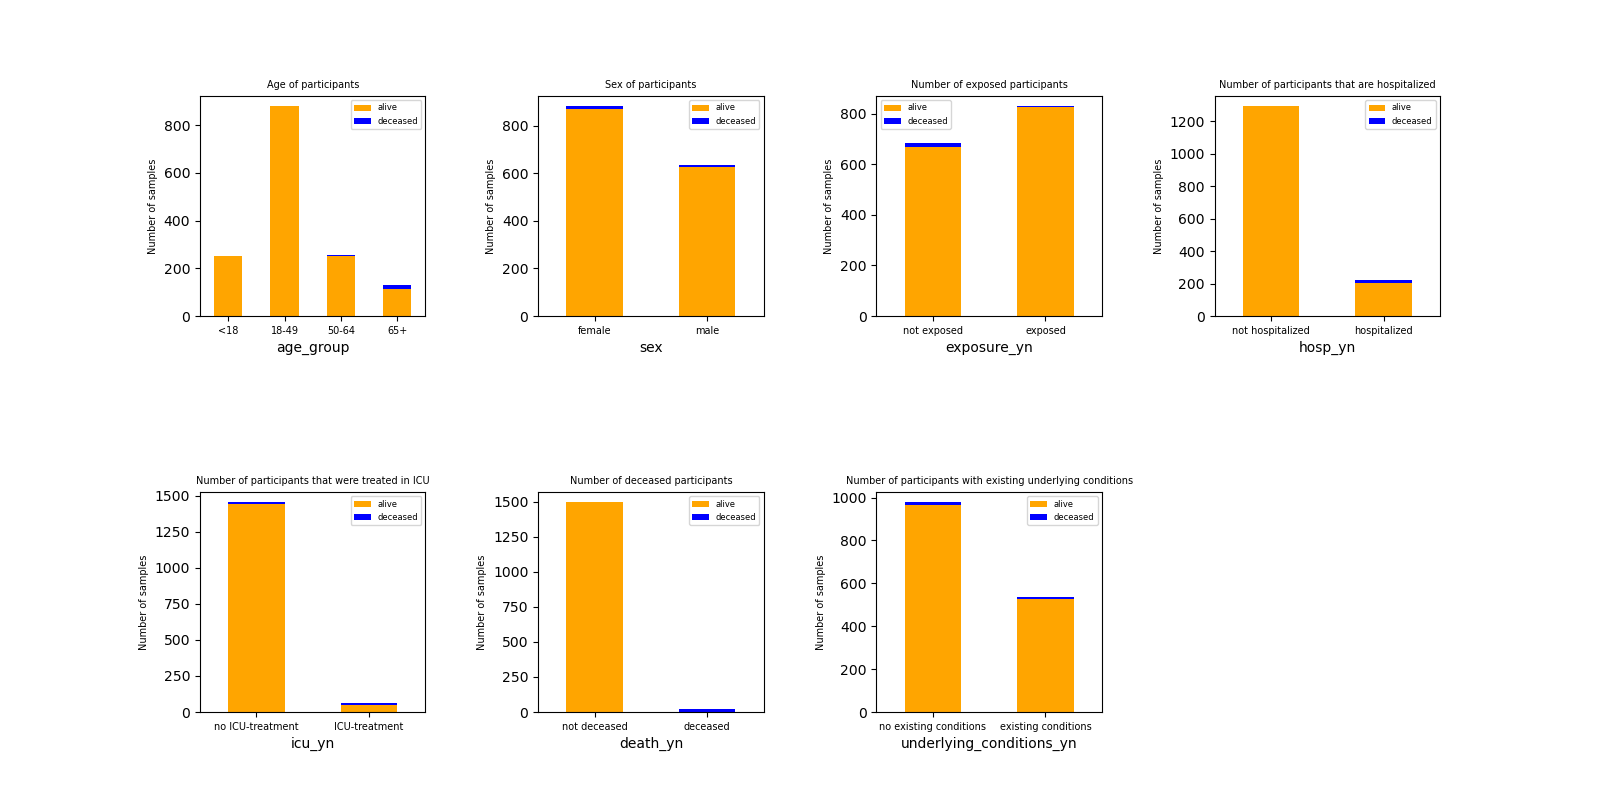 Age of participants
Number of samples
800
600
400
200
0
alive
deceased
<18 18-49 50-64 65+
age_group
Sex of participants
Number of samples
800
600
400
200
0
alive
deceased
female male
sex
Number of exposed participants
Number of samples
800
600
400
200
0
alive
deceased
not exposed exposed
exposure_yn
Number of participants that are hospitalized
Number of samples
1200
1000
800
600
400
200
0
alive
deceased
not hospitalized hospitalized
hosp_yn
Number of participants that were treated in ICU
Number of samples
1500
1250
1000
750
500
250
0
alive
deceased
no ICU-treatment ICU-treatment
icu_yn
Number of deceased participants
Number of samples
1500
1250
1000
750
500
250
0
alive
deceased
not deceased deceased
death_yn
Number of participants with existing underlying conditions
Number of samples
1000
800
600
400
200
0
alive
deceased
no existing conditions existing conditions
underlying_conditions_yn